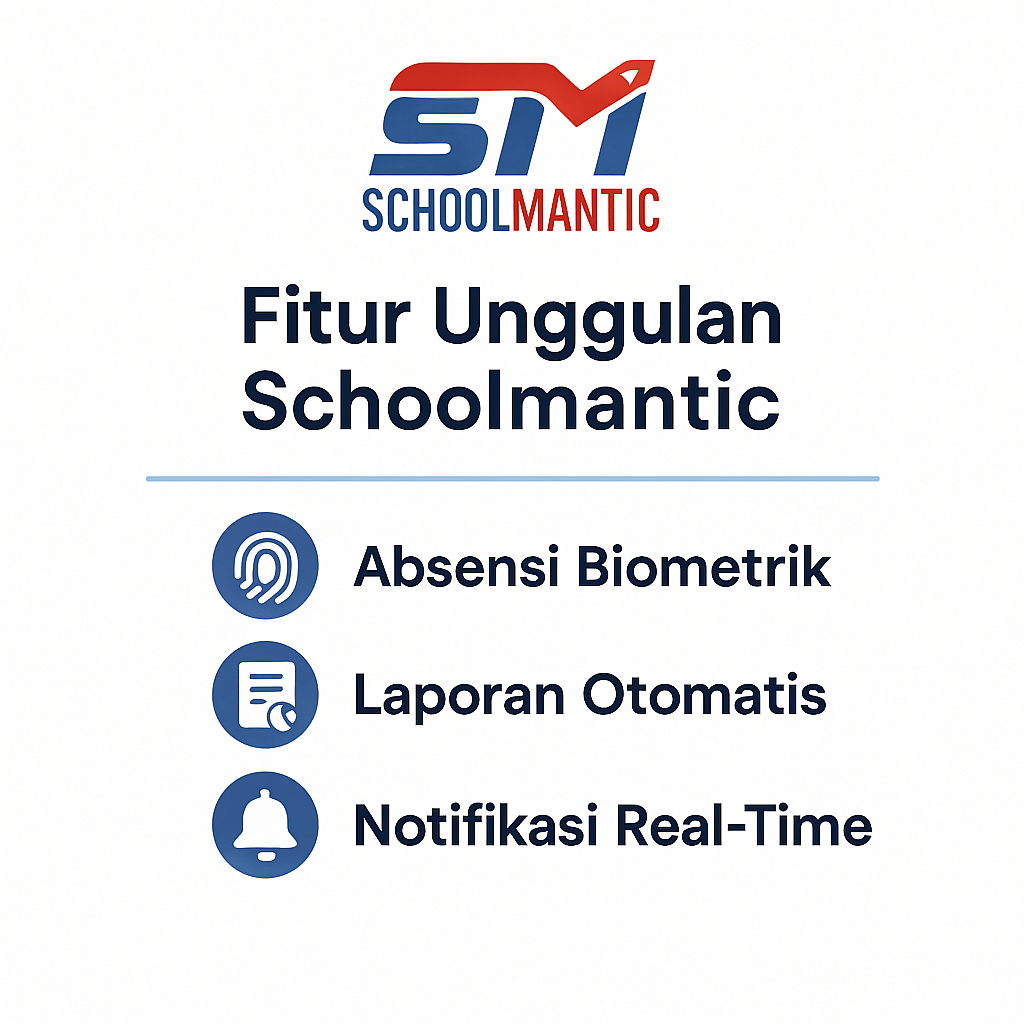 SM
SCHOOLMANTIC
Fitur Unggulan
Schoolmantic
Absensi Biometrik
Laporan Otomatis
Notifikasi Real-Time